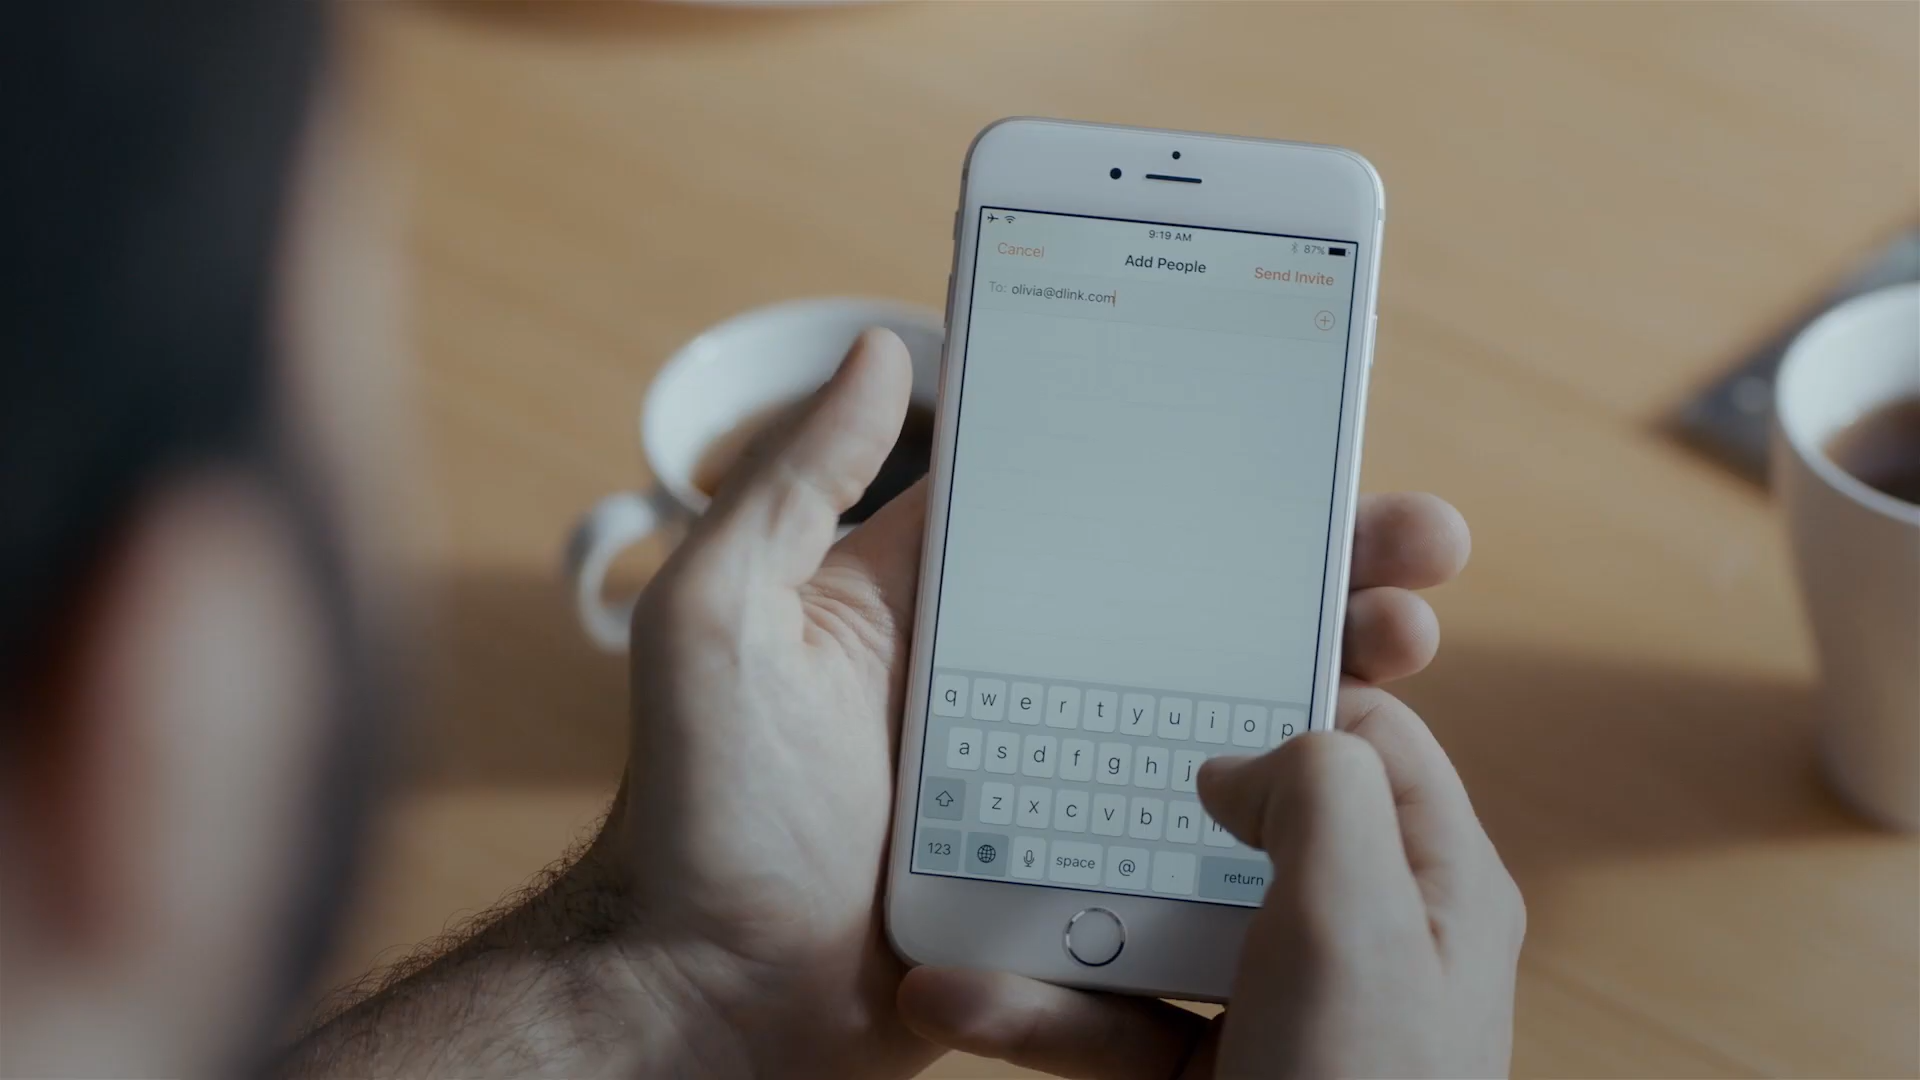 9:19 AM
87%
Cancel
Add People
Send Invite
To: olivia@dlink.com
q w e r t y u i o p
a s d f g h j
z x c v b n
123 space @ . return